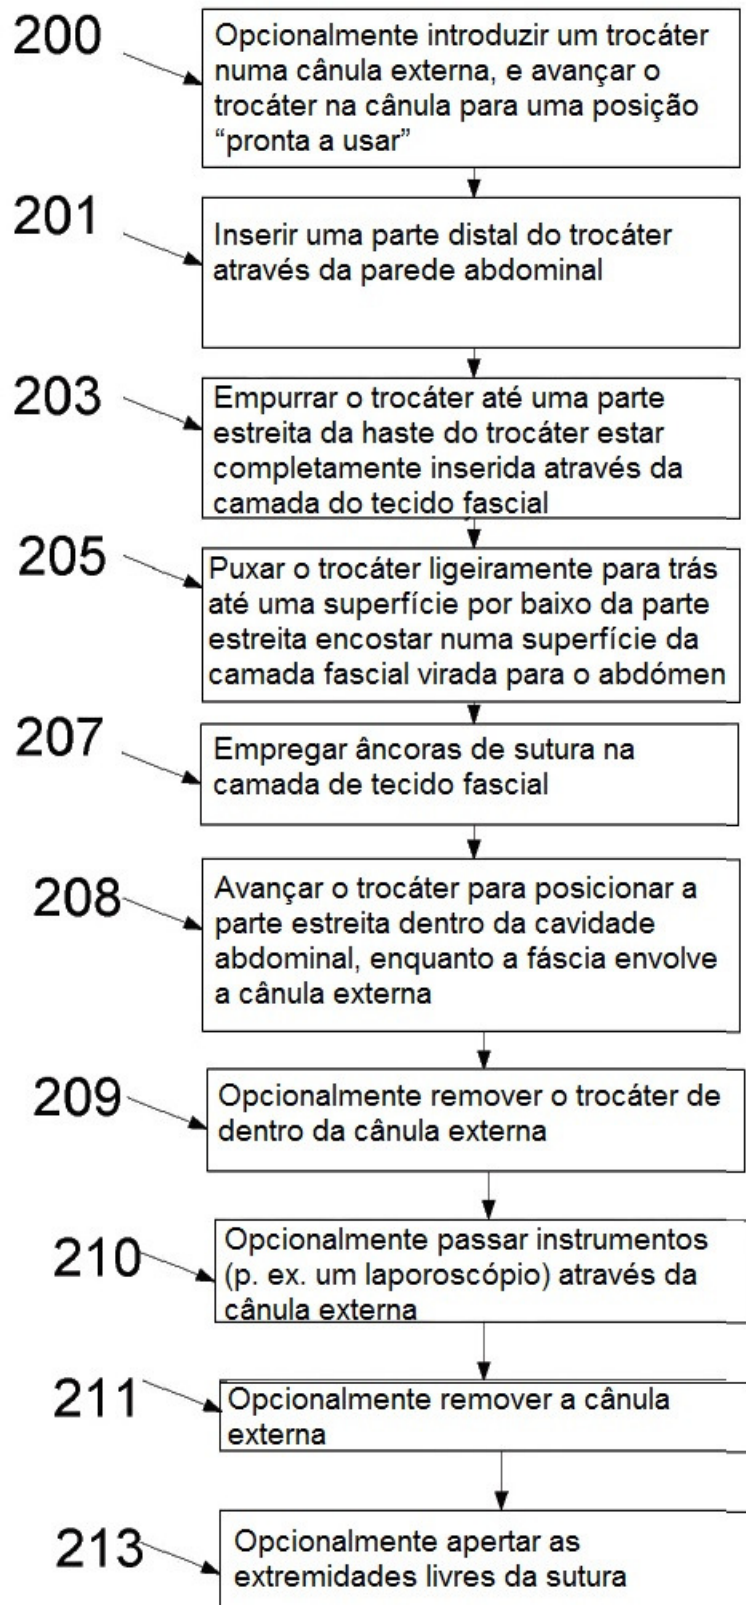 200
Opcionalmente introduzir um trocáter
numa cânula externa, e avançar o
trocáter na cânula para uma posição
“pronta a usar”
201
Inserir uma parte distal do trocáter
através da parede abdominal
203
Empurrar o trocáter até uma parte
estreita da haste do trocáter estar
completamente inserida através da
camada do tecido fascial
205
Puxar o trocáter ligeiramente para trás
até uma superfície por baixo da parte
estreita encostar numa superfície da
camada fascial virada para o abdómen
207
Empregar âncoras de sutura na
camada de tecido fascial
208
Avançar o trocáter para posicionar a
parte estreita dentro da cavidade
abdominal, enquanto a fáscia envolve
a cânula externa
209
Opcionalmente remover o trocáter de
dentro da cânula externa
210
Opcionalmente passar instrumentos
(p. ex. um laporoscópio) através da
cânula externa
211
Opcionalmente remover a cânula
externa
213
Opcionalmente apertar as
extremidades livres da sutura